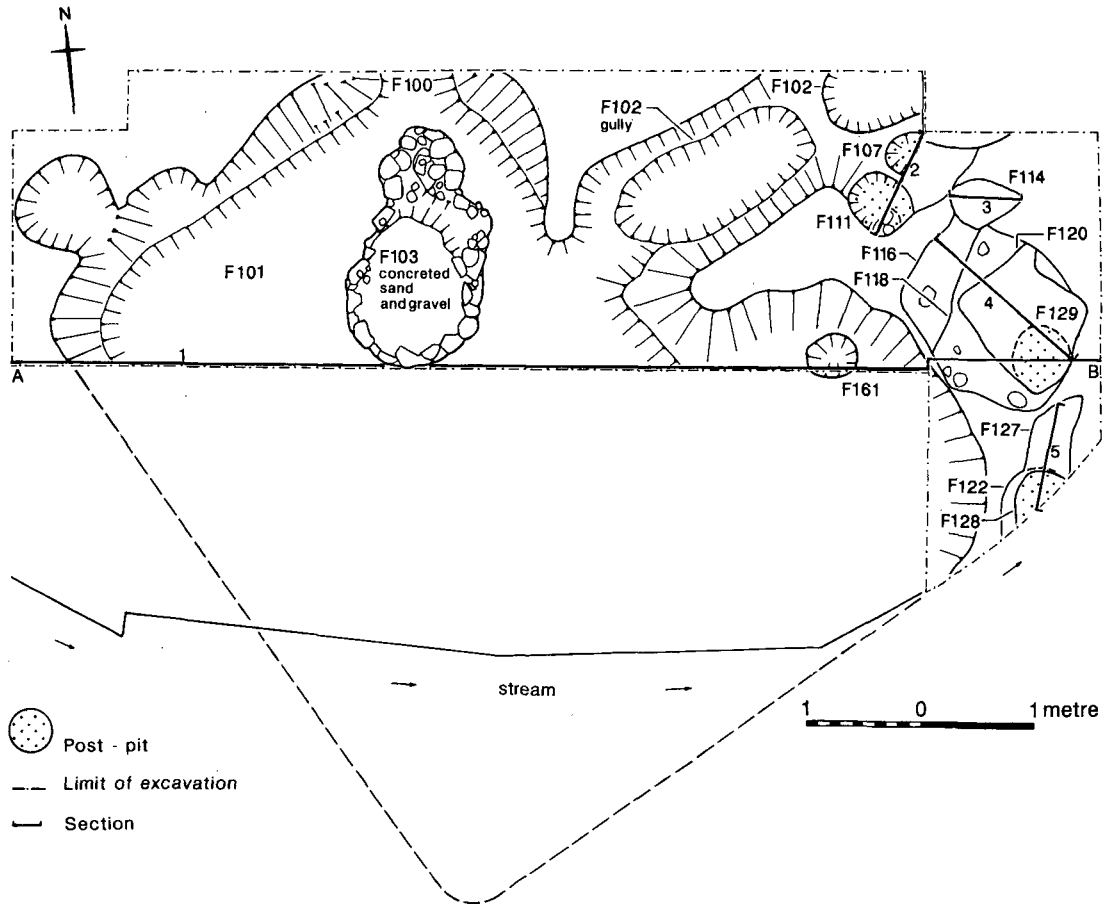 N
F100
F102
F102
gully
F107
2
F114
3
F111
F116
F120
F118
F101
F103
concreted
sand
and gravel
4
F129
1
A
B
F161
F127
5
F122
F128
stream
1 0 1 metre
Post - pit
Limit of excavation
Section